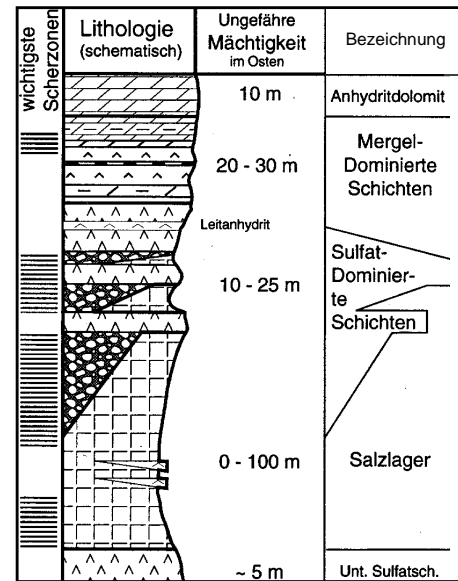 wichtigste
Scherzonen
Lithologie
(schematisch)
Ungefähre
Mächtigkeit
im Osten
Bezeichnung
10 m
Anhydritdolomit
20 - 30 m
Mergel-
Dominierte
Schichten
Leitanhydrit
10 - 25 m
Sulfat-
Dominier-
te
Schichten
0 - 100 m
Salzlager
~ 5 m
Unt. Sulfatsch.